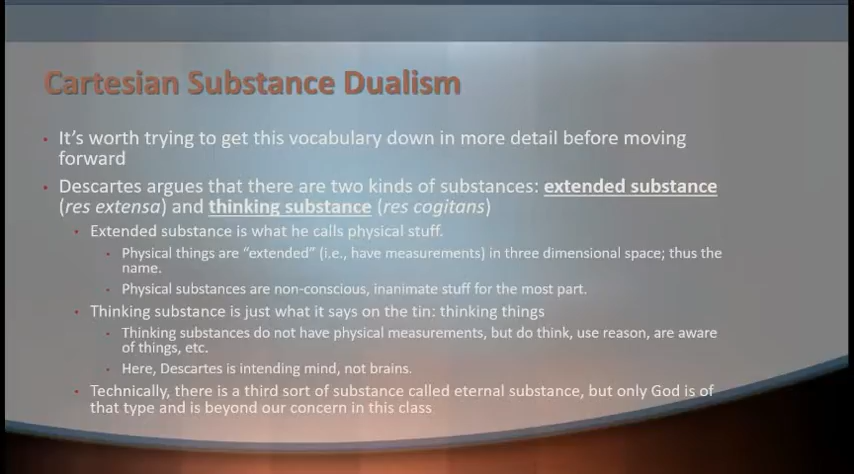 Cartesian Substance Dualism
• It’s worth trying to get this vocabulary down in more detail before moving
forward
• Descartes argues that there are two kinds of substances: extended substance
(res extensa) and thinking substance (res cogitans)
• Extended substance is what he calls physical stuff.
• Physical things are “extended” (i.e., have measurements) in three dimensional space; thus the
name.
• Physical substances are non-conscious, inanimate stuff for the most part.
• Thinking substance is just what it says on the tin: thinking things
• Thinking substances do not have physical measurements, but do think, use reason, are aware
of things, etc.
• Here, Descartes is intending mind, not brains.
• Technically, there is a third sort of substance called eternal substance, but only God is of
that type and is beyond our concern in this class